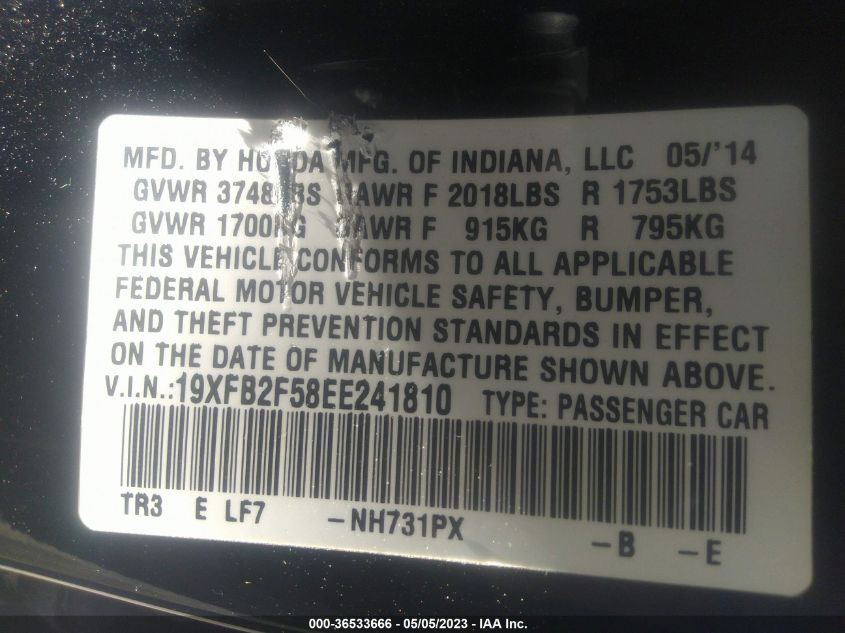 MFD. BY HONDA MFG. OF INDIANA, LLC 05/'14
GVWR 3748LBS GAWR F 2018LBS R 1753LBS
GVWR 1700KG GAWR F 915KG R 795KG
THIS VEHICLE CONFORMS TO ALL APPLICABLE
FEDERAL MOTOR VEHICLE SAFETY, BUMPER,
AND THEFT PREVENTION STANDARDS IN EFFECT
ON THE DATE OF MANUFACTURE SHOWN ABOVE.
V.I.N.:19XFB2F58EE241810 TYPE: PASSENGER CAR
TR3 E LF7 -NH731PX -B -E
000-36533666 - 05/05/2023 - IAA Inc.